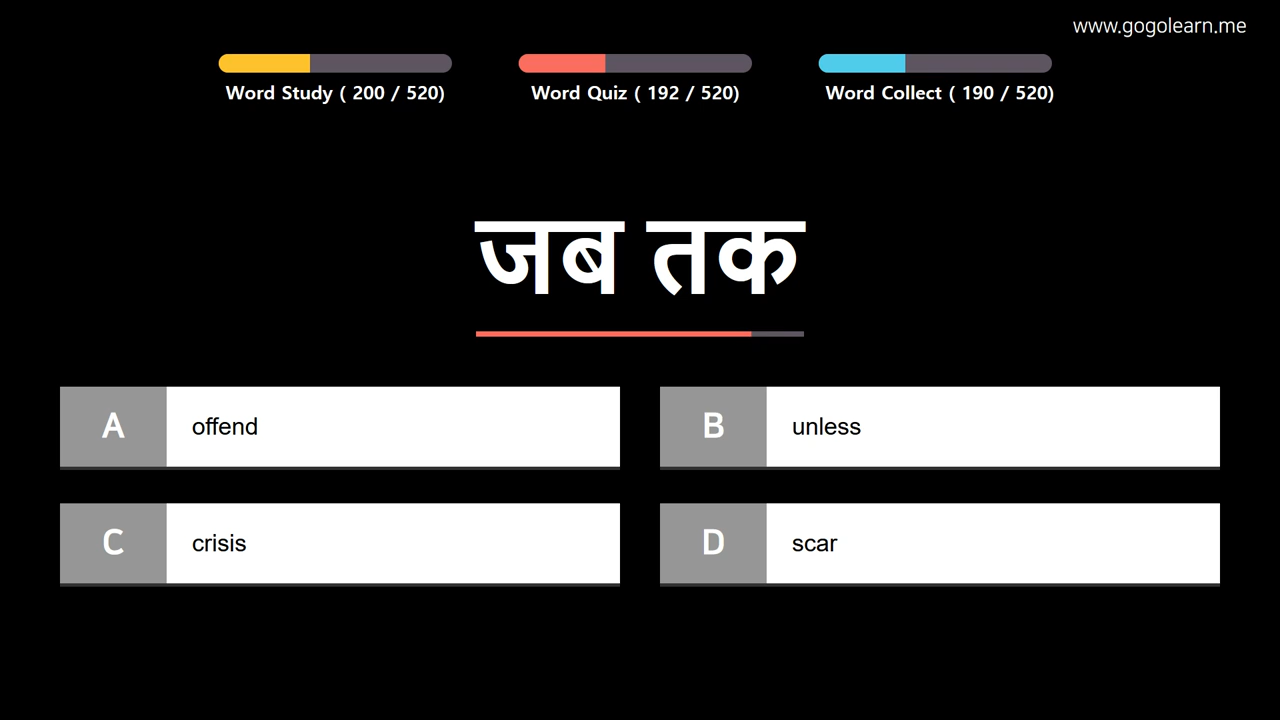 www.gogolearn.me
Word Study ( 200 / 520)
Word Quiz ( 192 / 520)
Word Collect ( 190 / 520)
जब तक
A offend
B unless
C crisis
D scar